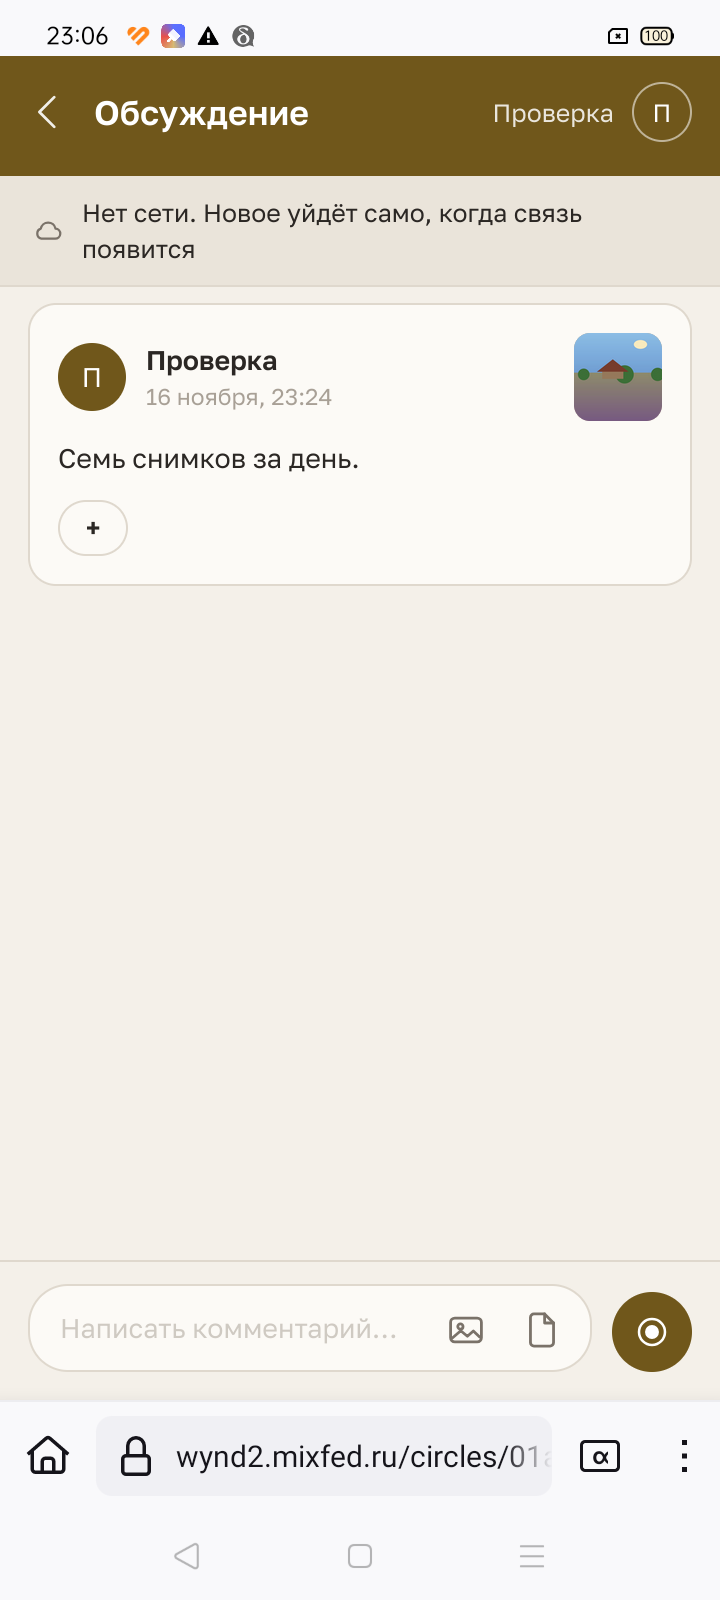 23:06
100
Обсуждение
Проверка
П
Нет сети. Новое уйдёт само, когда связь
появится
П
Проверка
16 ноября, 23:24
Семь снимков за день.
+
Написать комментарий...
wynd2.mixfed.ru/circles/01a
α